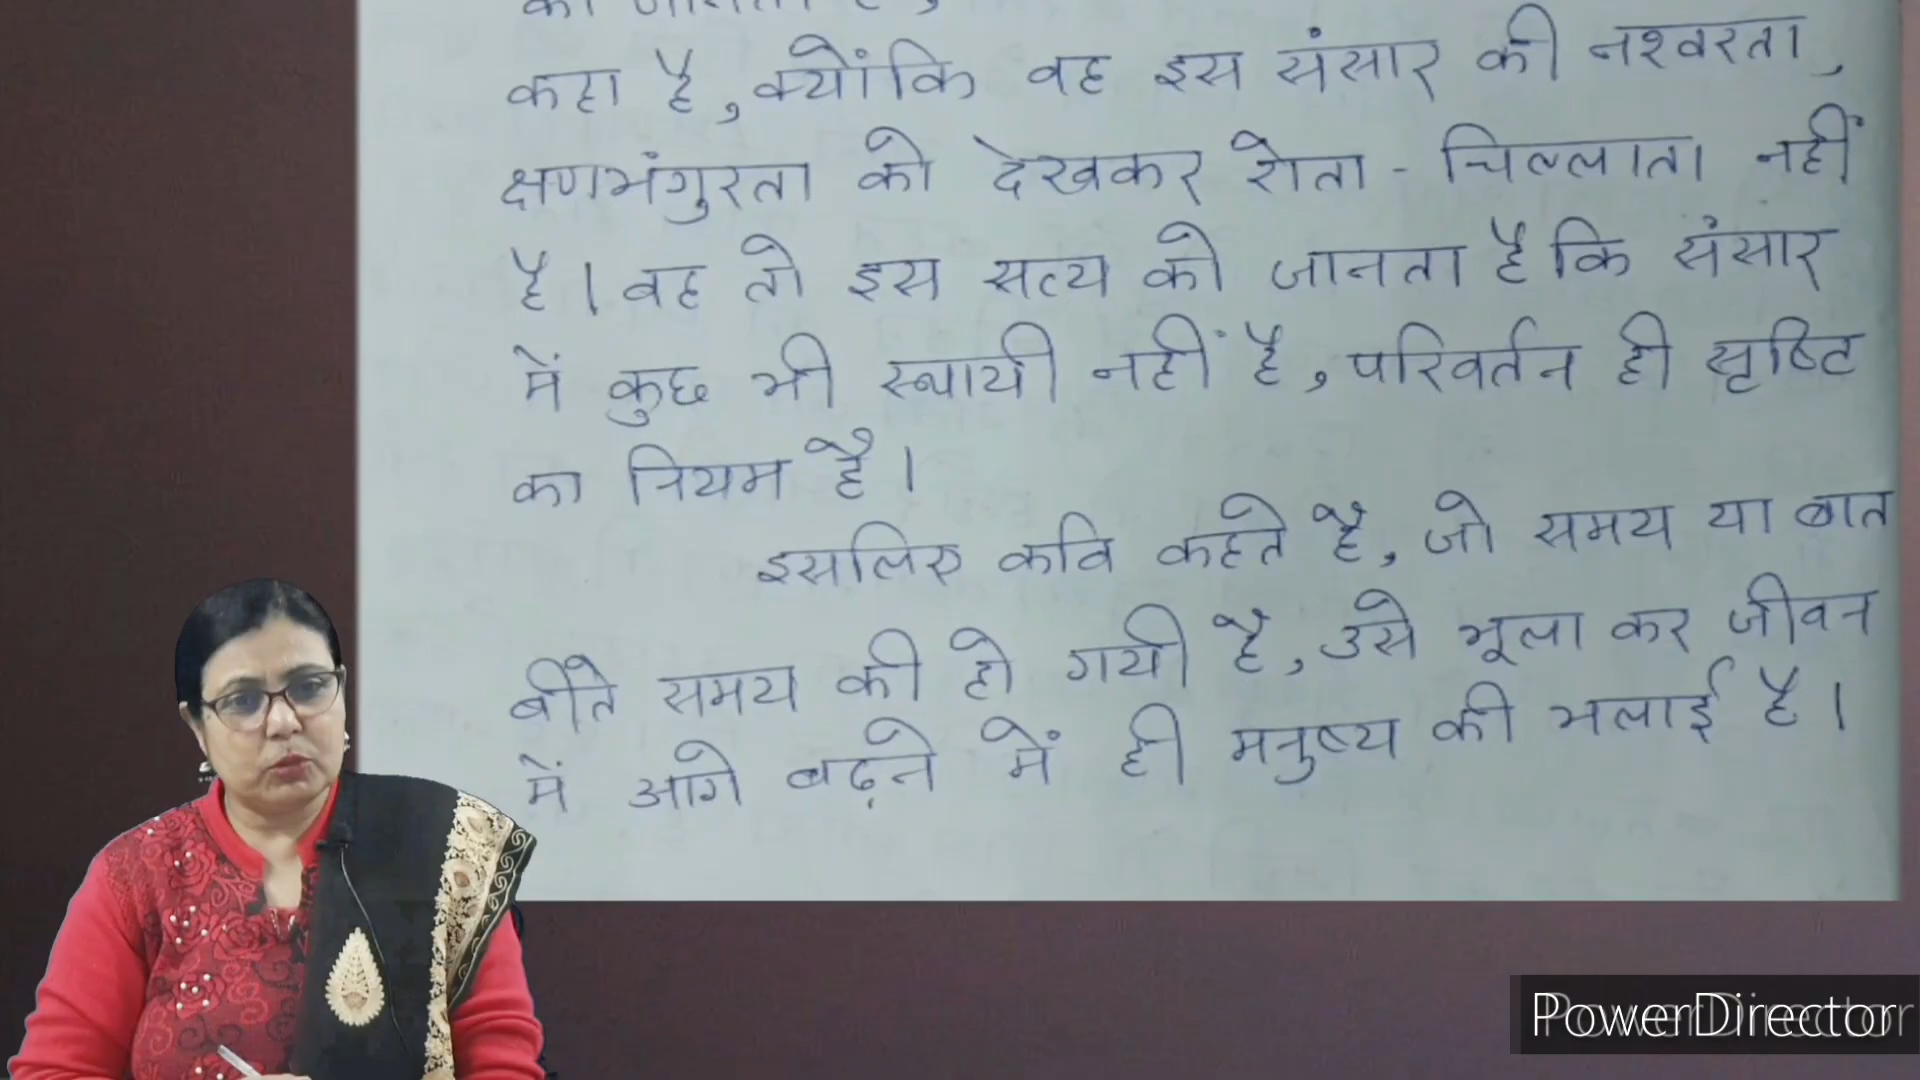 कहा है, क्योंकि वह इस संसार की नश्वरता,
क्षणभंगुरता को देखकर रोता - चिल्लाता नहीं
है। वह तो इस सत्य को जानता है कि संसार
में कुछ भी स्थायी नहीं है, परिवर्तन ही सृष्टि
का नियम है।
इसलिए कवि कहते है, जो समय या बात
बीते समय की हो गयी है, उसे भूला कर जीवन
में आगे बढ़ने में ही मनुष्य की भलाई है।
PowerDirector